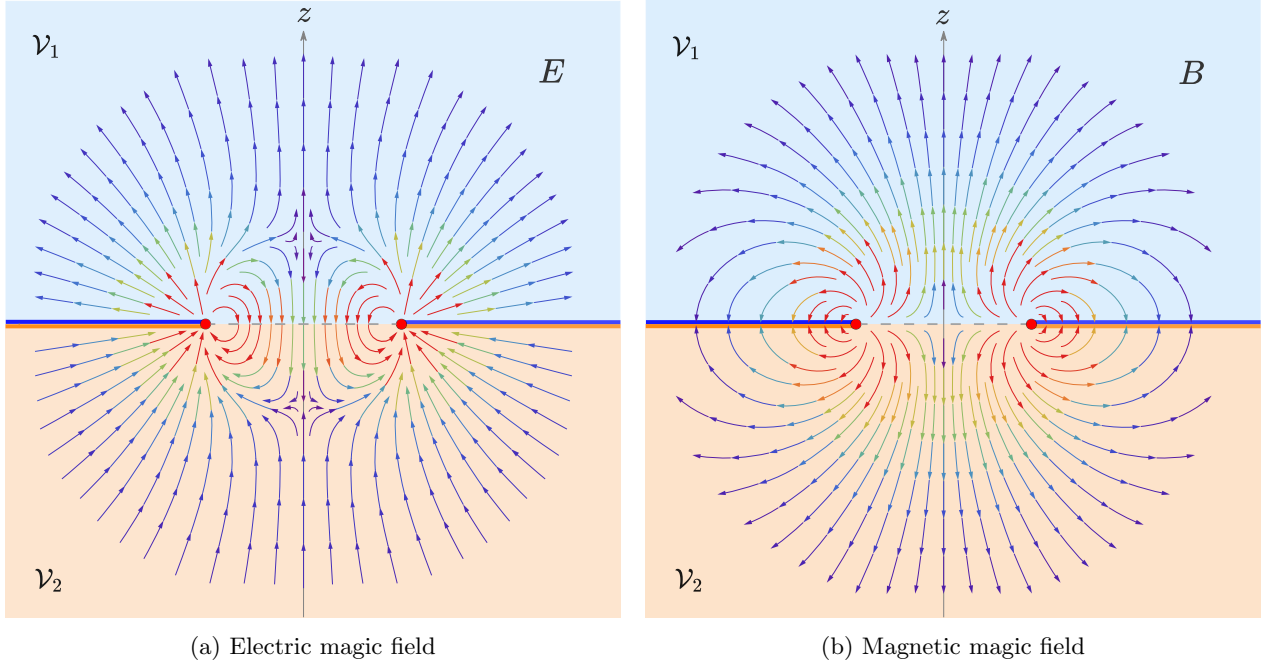 z
𝒱₁
E
𝒱₂
(a) Electric magic field
z
𝒱₁
B
𝒱₂
(b) Magnetic magic field